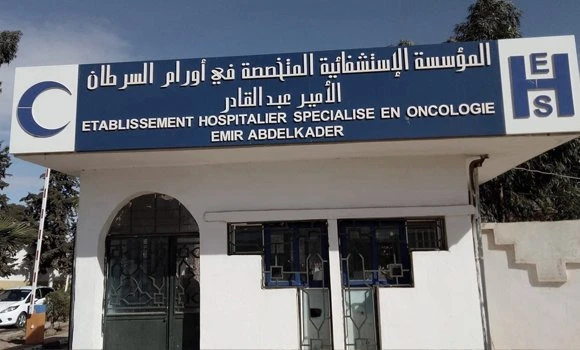 المؤسسة الإستشفائية المتخصصة في أورام السرطان
الأمير عبد القادر
ETABLISSEMENT HOSPITALIER SPECIALISE EN ONCOLOGIE
EMIR ABDELKADER
EHS